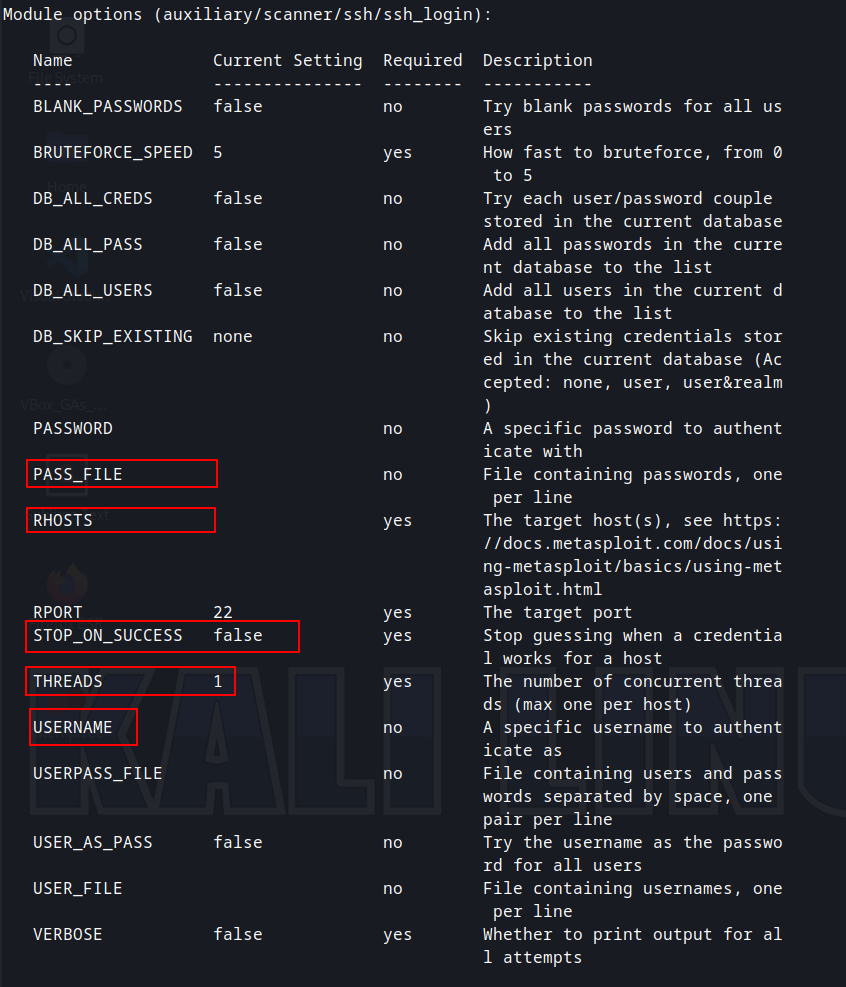 Module options (auxiliary/scanner/ssh/ssh_login):
Name Current Setting Required Description
---- --------------- -------- -----------
BLANK_PASSWORDS false no Try blank passwords for all us
ers
BRUTEFORCE_SPEED 5 yes How fast to bruteforce, from 0
to 5
DB_ALL_CREDS false no Try each user/password couple
stored in the current database
DB_ALL_PASS false no Add all passwords in the curre
nt database to the list
DB_ALL_USERS false no Add all users in the current d
atabase to the list
DB_SKIP_EXISTING none no Skip existing credentials stor
ed in the current database (Ac
cepted: none, user, user&realm
)
PASSWORD no A specific password to authent
icate with
PASS_FILE no File containing passwords, one
per line
RHOSTS yes The target host(s), see https:
//docs.metasploit.com/docs/usi
ng-metasploit/basics/using-met
asploit.html
RPORT 22 yes The target port
STOP_ON_SUCCESS false yes Stop guessing when a credentia
l works for a host
THREADS 1 yes The number of concurrent threa
ds (max one per host)
USERNAME no A specific username to authent
icate as
USERPASS_FILE no File containing users and pass
words separated by space, one
pair per line
USER_AS_PASS false no Try the username as the passwo
rd for all users
USER_FILE no File containing usernames, one
per line
VERBOSE false yes Whether to print output for al
l attempts
File System
Home
VBox_GAs_...
KALI LINU